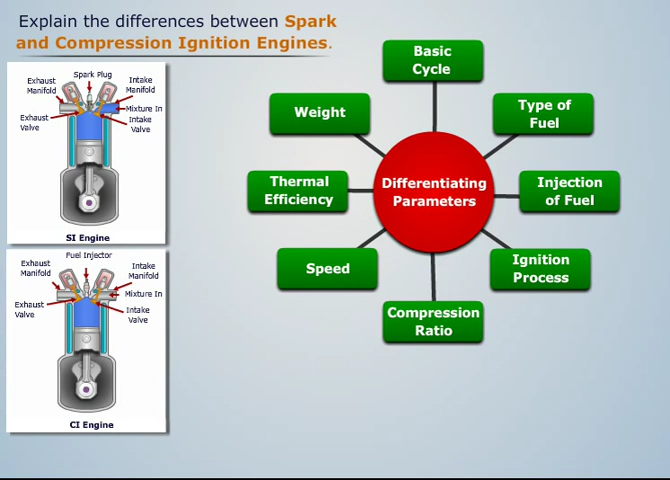 Explain the differences between Spark
and Compression Ignition Engines.
Exhaust
Manifold
Spark Plug
Intake
Manifold
Mixture In
Exhaust
Valve
Intake
Valve
SI Engine
Fuel Injector
Exhaust
Manifold
Intake
Manifold
Mixture In
Exhaust
Valve
Intake
Valve
CI Engine
Basic
Cycle
Weight
Type of
Fuel
Thermal
Efficiency
Differentiating
Parameters
Injection
of Fuel
Speed
Ignition
Process
Compression
Ratio